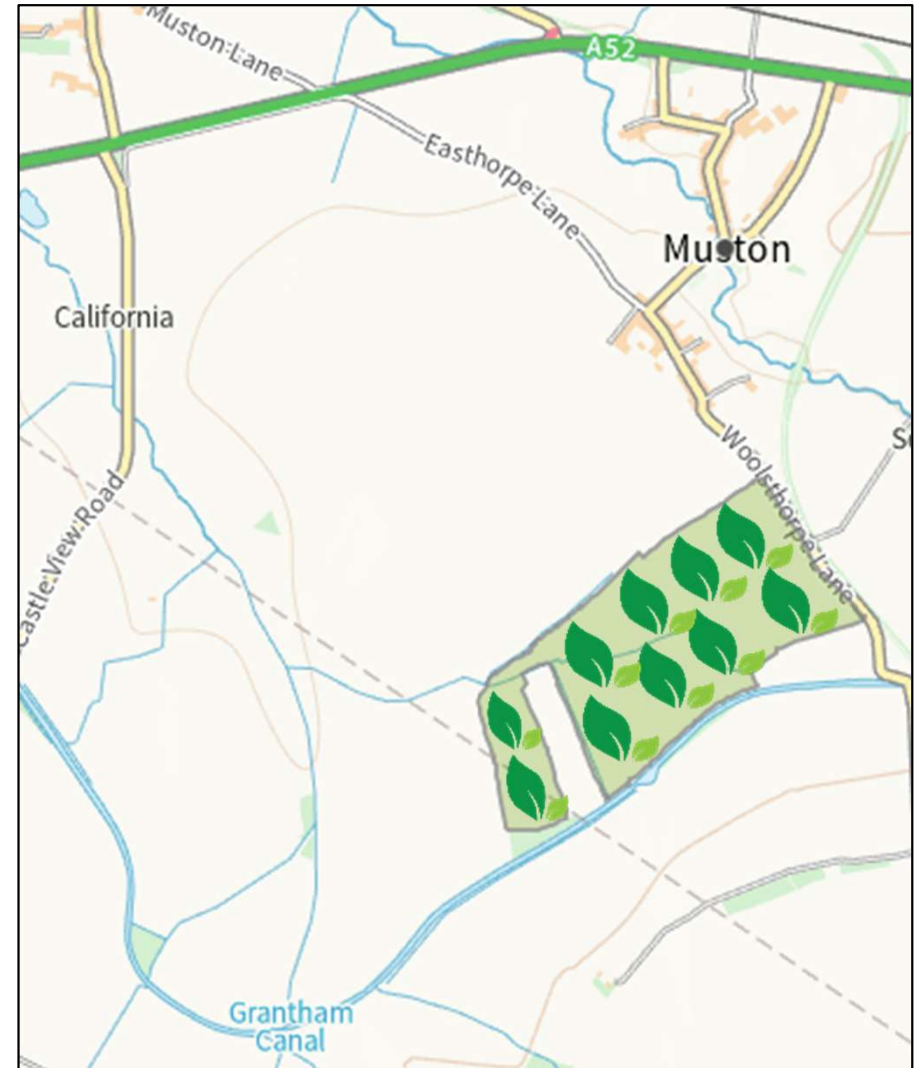 Muston Lane
A52
Easthorpe Lane
Muston
California
Woolsthorpe Lane
Castle View Road
Grantham
Canal